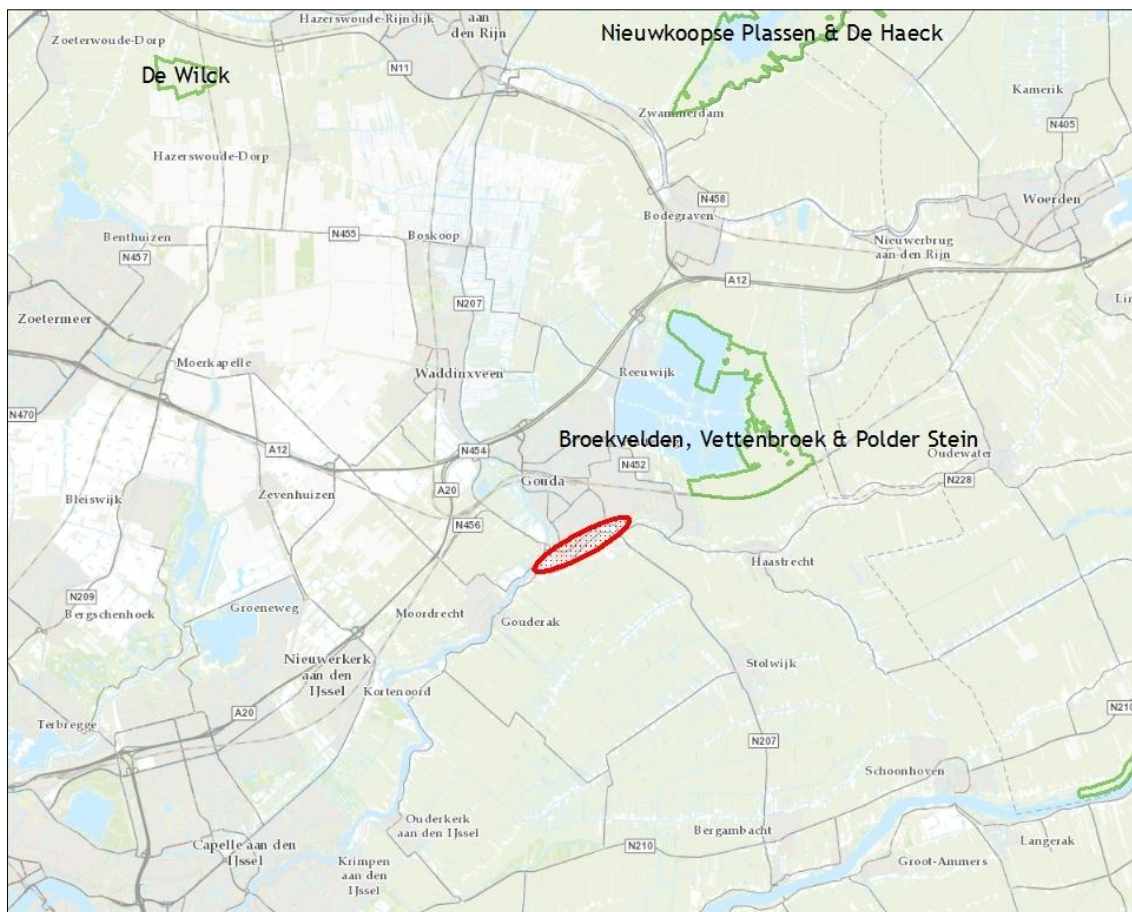 Hazerswoude-Rijndijk
aan
den Rijn
Nieuwkoopse Plassen & De Haeck
Zoeterwoude-Dorp
De Wilck
N11
Kamerik
Zwammerdam
N405
Hazerswoude-Dorp
N458
Woerden
Bodegraven
N455
Boskoop
Benthuizen
Nieuwerbrug
aan den Rijn
N457
A12
N207
Zoetermeer
Moerkapelle
Waddinxveen
Reeuwijk
N470
Broekvelden, Vettenbroek & Polder Stein
A12
N454
N452
Oudewater
Gouda
N228
Bleiswijk
Zevenhuizen
A20
N456
Haastrecht
N209
Bergschenhoek
Groeneweg
Moordrecht
Gouderak
Nieuwerkerk
aan den
IJssel
Stolwijk
Kortenoord
Terbregge
A20
N210
N207
Schoonhoven
Ouderkerk
aan den IJssel
Bergambacht
Langerak
Capelle aan den
IJssel
N210
Krimpen
aan den
IJssel
Groot-Ammers